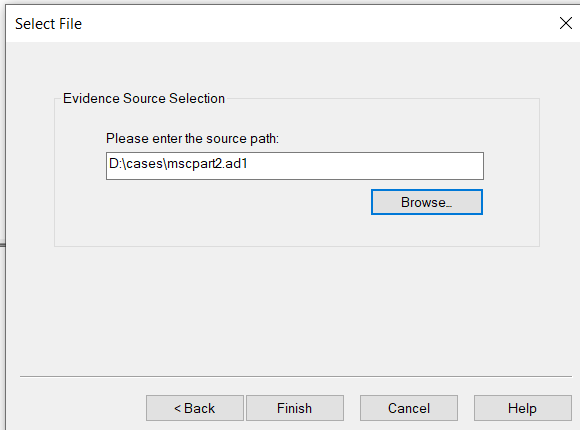 Select File
Evidence Source Selection
Please enter the source path:
D:\cases\mscpart2.ad1
Browse...
< Back
Finish
Cancel
Help